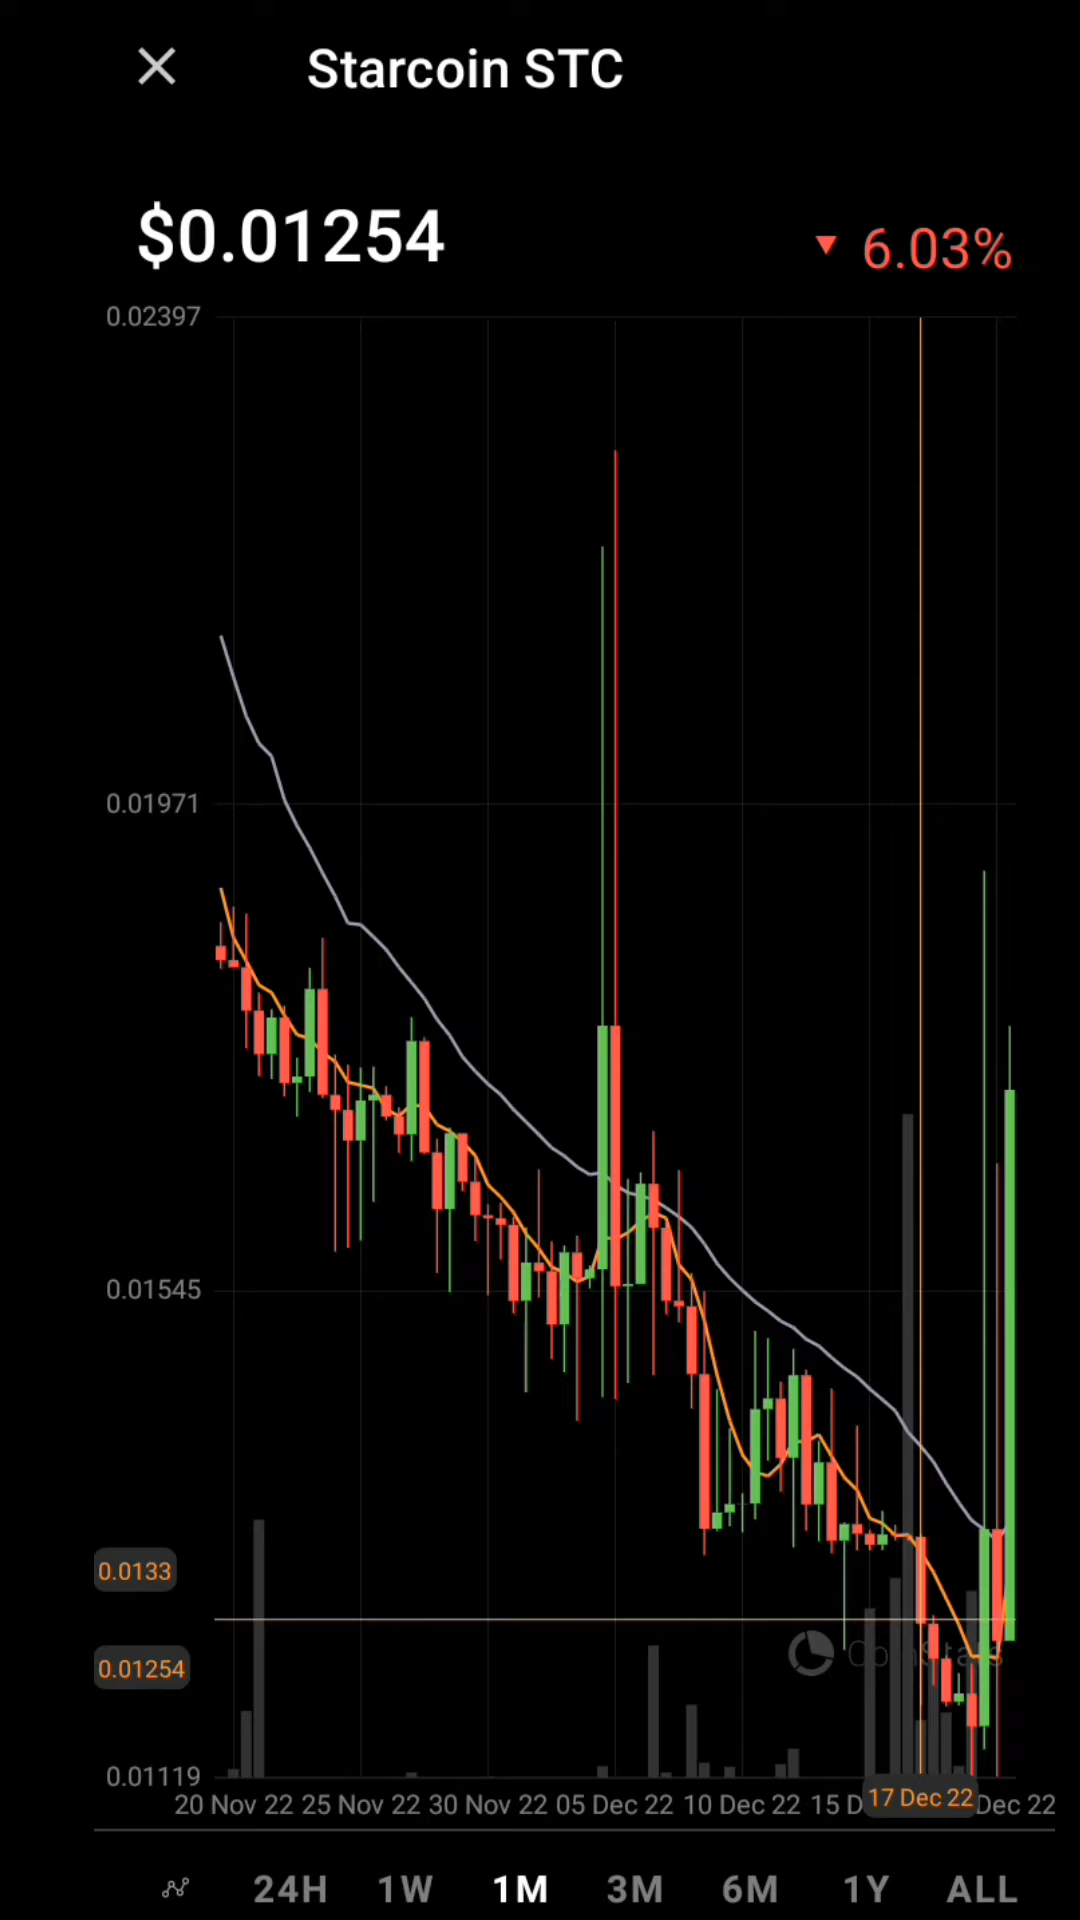 Starcoin STC
$0.01254
▼ 6.03%
0.02397
0.01971
0.01545
0.0133
0.01254
CoinStats
0.01119
20 Nov 22 25 Nov 22 30 Nov 22 05 Dec 22 10 Dec 22 15 D 17 Dec 22 Dec 22
24H 1W 1M 3M 6M 1Y ALL